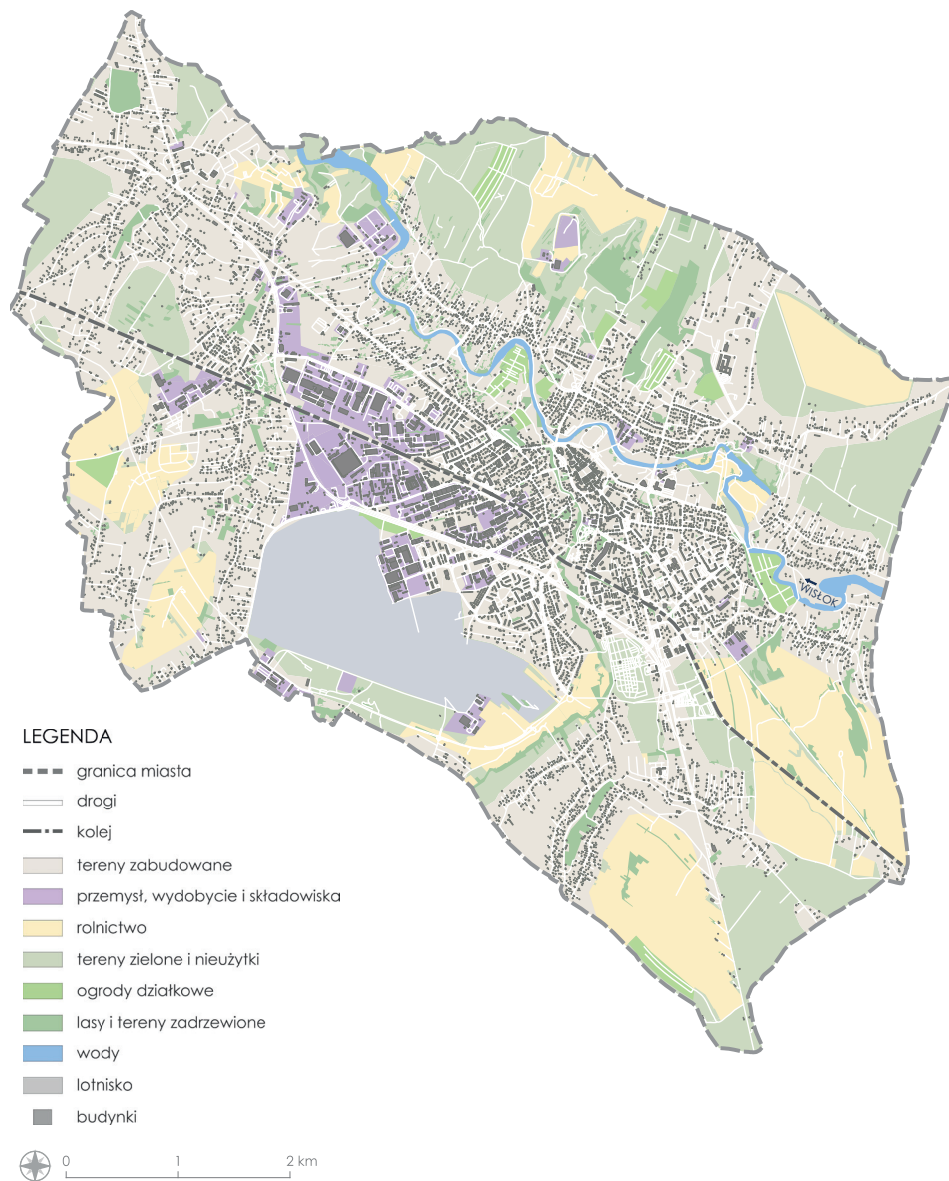 WISŁOK
LEGENDA
granica miasta
drogi
kolej
tereny zabudowane
przemysł, wydobycie i składowiska
rolnictwo
tereny zielone i nieużytki
ogrody działkowe
lasy i tereny zadrzewione
wody
lotnisko
budynki
0 1 2 km